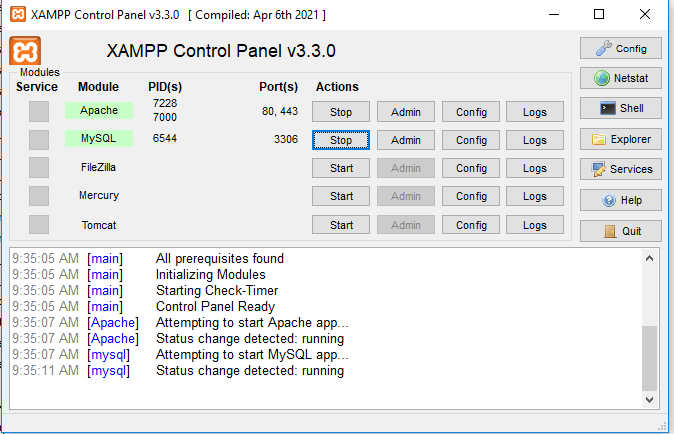 XAMPP Control Panel v3.3.0 [ Compiled: Apr 6th 2021 ]
XAMPP Control Panel v3.3.0
Config
Modules
Service Module PID(s) Port(s) Actions
Netstat
Apache 7228 7000 80, 443 Stop Admin Config Logs
Shell
MySQL 6544 3306 Stop Admin Config Logs
Explorer
FileZilla Start Admin Config Logs
Services
Mercury Start Admin Config Logs
Help
Tomcat Start Admin Config Logs
Quit
9:35:05 AM [main] All prerequisites found
9:35:05 AM [main] Initializing Modules
9:35:05 AM [main] Starting Check-Timer
9:35:05 AM [main] Control Panel Ready
9:35:07 AM [Apache] Attempting to start Apache app...
9:35:07 AM [Apache] Status change detected: running
9:35:07 AM [mysql] Attempting to start MySQL app...
9:35:11 AM [mysql] Status change detected: running